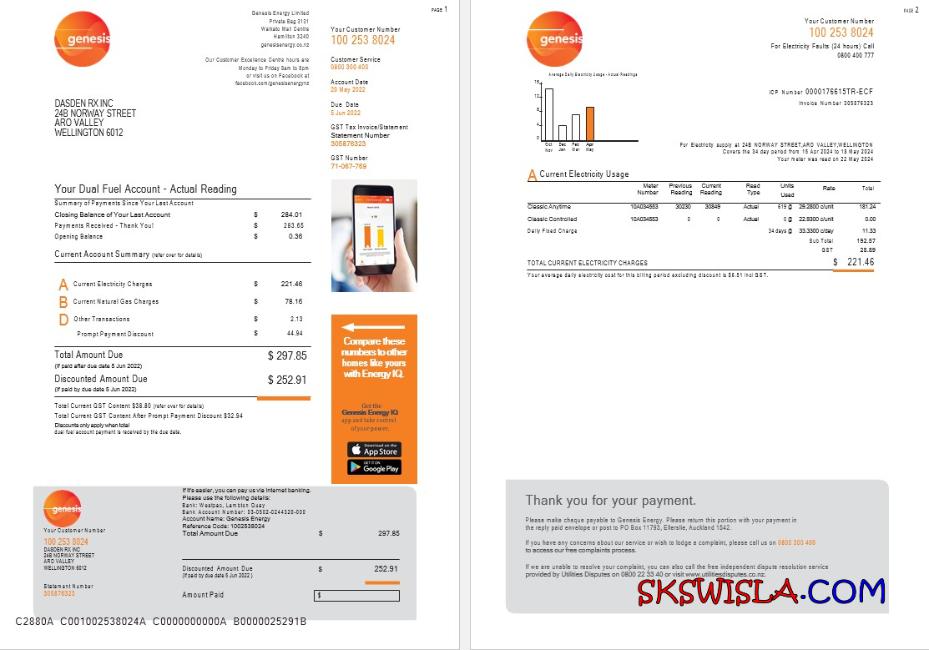 PAGE 1
genesis
Genesis Energy Limited
Private Bag 3131
Waikato Mail Centre
Hamilton 3240
genesisenergy.co.nz
Our Customer Excellence Centre hours are
Monday to Friday 8am to 8pm
or visit us on Facebook at
facebook.com/genesisenergynz
Your Customer Number
100 253 8024
Customer Service
0800 300 400
Account Date
20 May 2022
Due Date
5 Jun 2022
GST Tax Invoice/Statement
Statement Number
305876323
GST Number
71-067-769
DASDEN RX INC
24B NORWAY STREET
ARO VALLEY
WELLINGTON 6012
Your Dual Fuel Account - Actual Reading
Summary of Payments Since Your Last Account
Closing Balance of Your Last Account $ 284.01
Payments Received - Thank You! $ 283.65
Opening Balance $ 0.36
Current Account Summary (refer over for details)
A Current Electricity Charges $ 221.46
B Current Natural Gas Charges $ 78.16
D Other Transactions $ 2.13
Prompt Payment Discount $ 44.94
Total Amount Due $ 297.85
(if paid after due date 5 Jun 2022)
Discounted Amount Due $ 252.91
(if paid by due date 5 Jun 2022)
Total Current GST Content $38.80 (refer over for details)
Total Current GST Content After Prompt Payment Discount $32.94
Discounts only apply when total
dual fuel account payment is received by the due date.
Compare these
numbers to other
homes like yours
with Energy IQ.
Get the
Genesis Energy IQ
app and take control
of your power.
Download on the
App Store
GET IT ON
Google Play
genesis
Your Customer Number
100 253 8024
DASDEN RX INC
24B NORWAY STREET
ARO VALLEY
WELLINGTON 6012
Statement Number
305876323
If it's easier, you can pay us via internet banking.
Please use the following details:
Bank: Westpac, Lambton Quay
Bank Account Number: 03-0502-0244320-000
Account Name: Genesis Energy
Reference Code: 1002538024
Total Amount Due $ 297.85
Discounted Amount Due $ 252.91
(if paid by due date 5 Jun 2022)
Amount Paid $
C2880A C001002538024A C0000000000A B0000025291B
PAGE 2
genesis
Your Customer Number
100 253 8024
For Electricity Faults (24 hours) Call
0800 400 777
Average Daily Electricity Usage - Actual Readings
Oct Dec Feb Apr
Nov Jan Mar May
ICP Number 0000176615TR-ECF
Invoice Number 305876323
For Electricity supply at 24B NORWAY STREET,ARO VALLEY,WELLINGTON
Covers the 34 day period from 15 Apr 2024 to 15 May 2024
Your meter was read on 22 May 2024
A Current Electricity Usage
Meter Number Previous Reading Current Reading Read Type Units Used Rate Total
Classic Anytime 10A034553 30230 30849 Actual 619 @ 29.2800 c/unit 181.24
Classic Controlled 10A034553 0 0 Actual 0 @ 22.8300 c/unit 0.00
Daily Fixed Charge 34 days @ 33.3300 c/day 11.33
Sub Total 192.57
GST 28.89
TOTAL CURRENT ELECTRICITY CHARGES $ 221.46
Your average daily electricity cost for this billing period excluding discount is $6.51 incl GST.
Thank you for your payment.
Please make cheque payable to Genesis Energy. Please return this portion with your payment in
the reply paid envelope or post to PO Box 11793, Ellerslie, Auckland 1542.
If you have any concerns about our service or wish to lodge a complaint, please call us on 0800 300 400
to access our free complaints process.
If we are unable to resolve your complaint, you can also call the free independent dispute resolution service
provided by Utilities Disputes on 0800 22 33 40 or visit www.utilitiesdisputes.co.nz.
SKSWISLA.COM